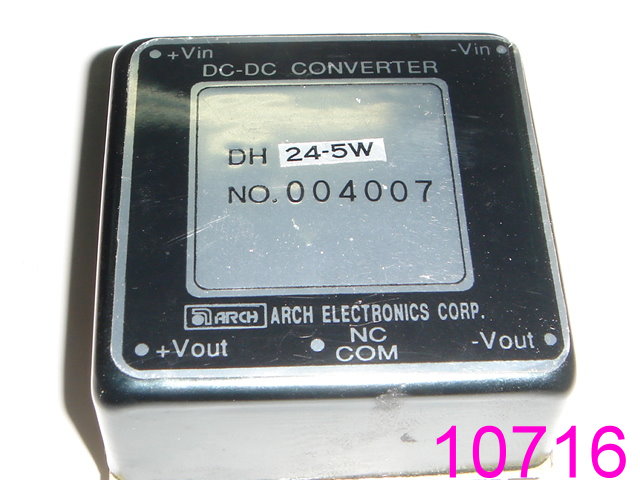 +Vin -Vin
DC-DC CONVERTER
DH 24-5W
NO. 004007
ARCH ARCH ELECTRONICS CORP.
+Vout NC COM -Vout
10716